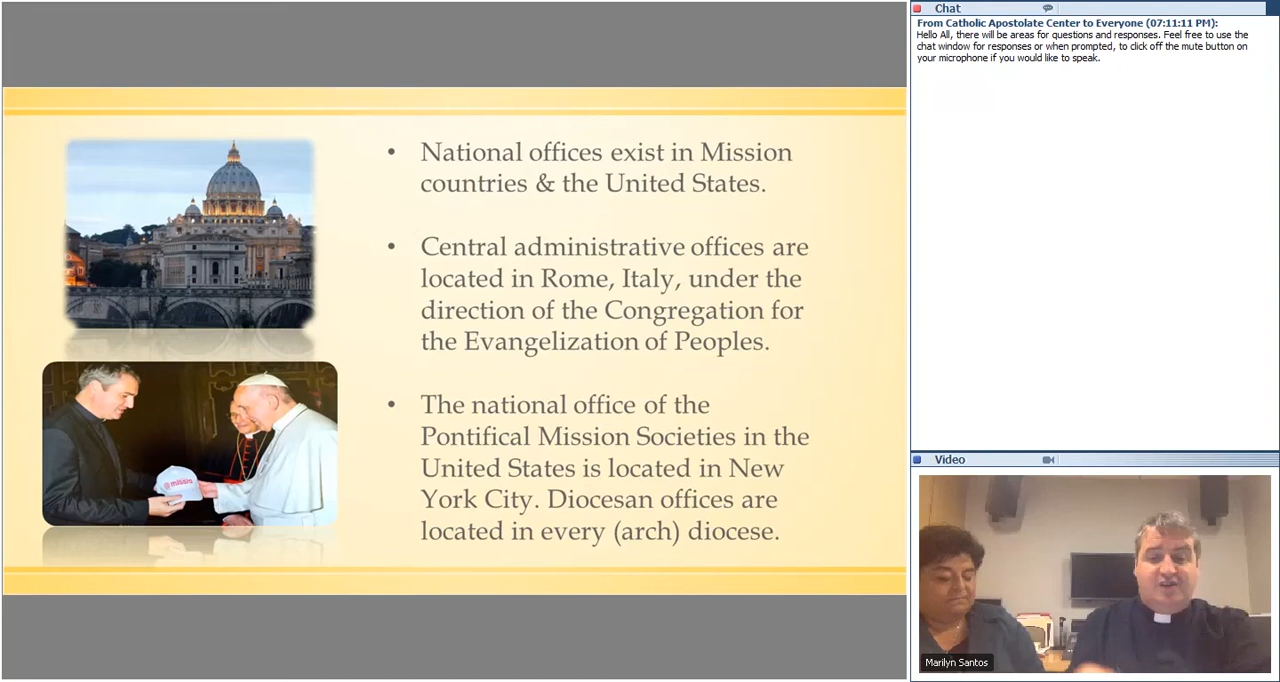 • National offices exist in Mission
countries & the United States.
• Central administrative offices are
located in Rome, Italy, under the
direction of the Congregation for
the Evangelization of Peoples.
• The national office of the
Pontifical Mission Societies in the
United States is located in New
York City. Diocesan offices are
located in every (arch) diocese.
@missio
Chat
From Catholic Apostolate Center to Everyone (07:11:11 PM):
Hello All, there will be areas for questions and responses. Feel free to use the
chat window for responses or when prompted, to click off the mute button on
your microphone if you would like to speak.
Video
Marilyn Santos